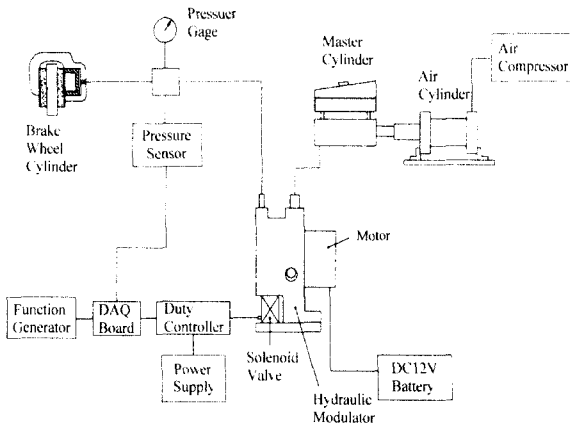 Pressuer
Gage
Master
Cylinder
Air
Compressor
Air
Cylinder
Brake
Wheel
Cylinder
Pressure
Sensor
Motor
Function
Generator
DAQ
Board
Duty
Controller
Power
Supply
Solenoid
Valve
Hydraulic
Modulator
DC12V
Battery